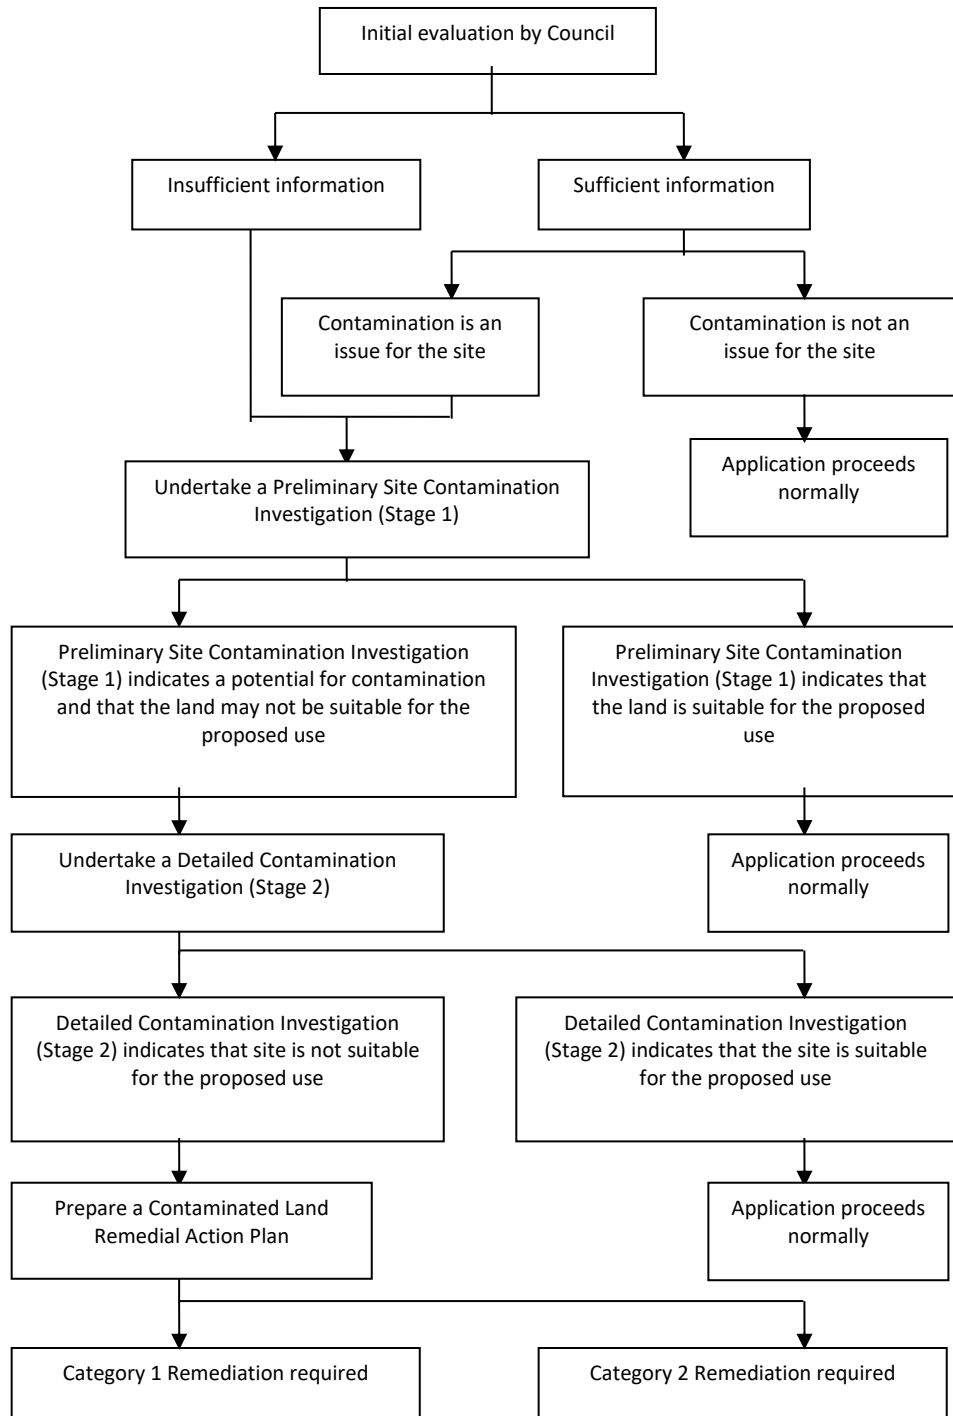 Initial evaluation by Council
Insufficient information
Sufficient information
Contamination is an
issue for the site
Contamination is not an
issue for the site
Application proceeds
normally
Undertake a Preliminary Site Contamination
Investigation (Stage 1)
Preliminary Site Contamination Investigation
(Stage 1) indicates a potential for contamination
and that the land may not be suitable for the
proposed use
Preliminary Site Contamination
Investigation (Stage 1) indicates that
the land is suitable for the proposed
use
Undertake a Detailed Contamination
Investigation (Stage 2)
Application proceeds
normally
Detailed Contamination Investigation
(Stage 2) indicates that site is not suitable
for the proposed use
Detailed Contamination Investigation
(Stage 2) indicates that the site is suitable
for the proposed use
Prepare a Contaminated Land
Remedial Action Plan
Application proceeds
normally
Category 1 Remediation required
Category 2 Remediation required